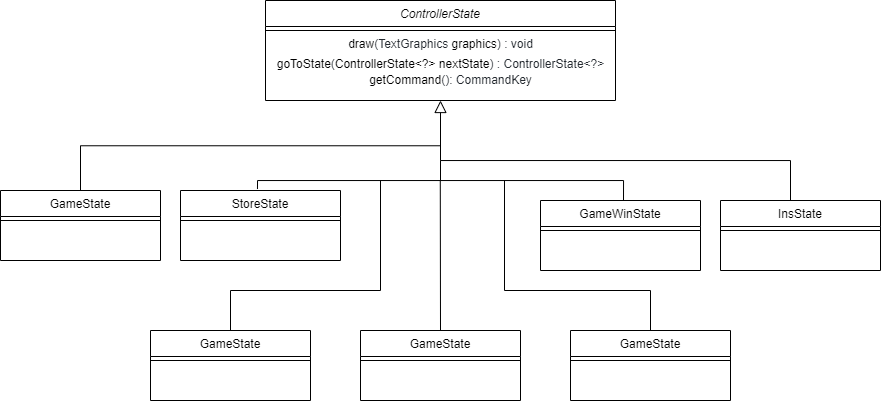 ControllerState
draw(TextGraphics graphics) : void
goToState(ControllerState<?> nextState) : ControllerState<?>
getCommand(): CommandKey
GameState
StoreState
GameWinState
InsState
GameState
GameState
GameState